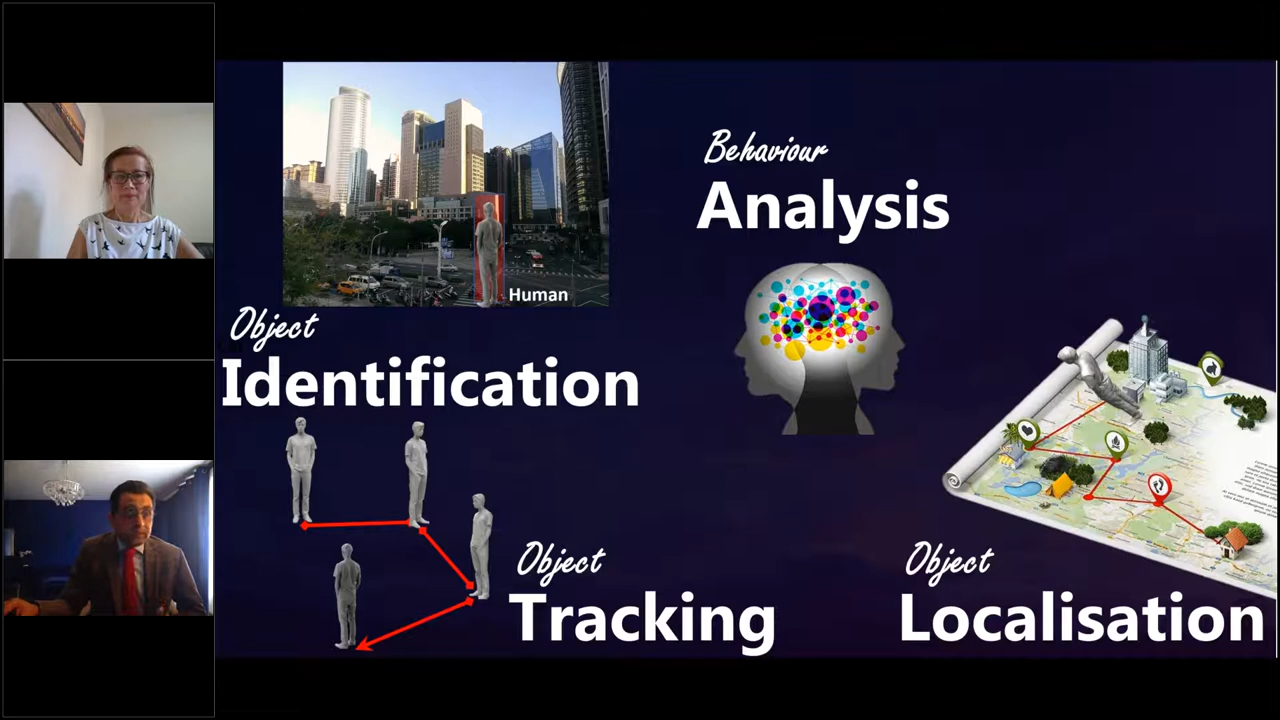 Human
Object
Identification
Behaviour
Analysis
Object
Tracking
Object
Localisation